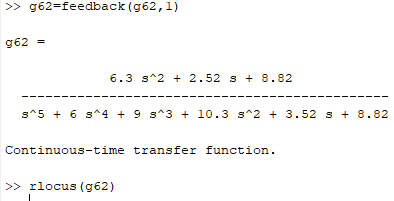 >> g62=feedback(g62,1)
g62 =
6.3 s^2 + 2.52 s + 8.82
-----------------------------------------------
s^5 + 6 s^4 + 9 s^3 + 10.3 s^2 + 3.52 s + 8.82
Continuous-time transfer function.
>> rlocus(g62)